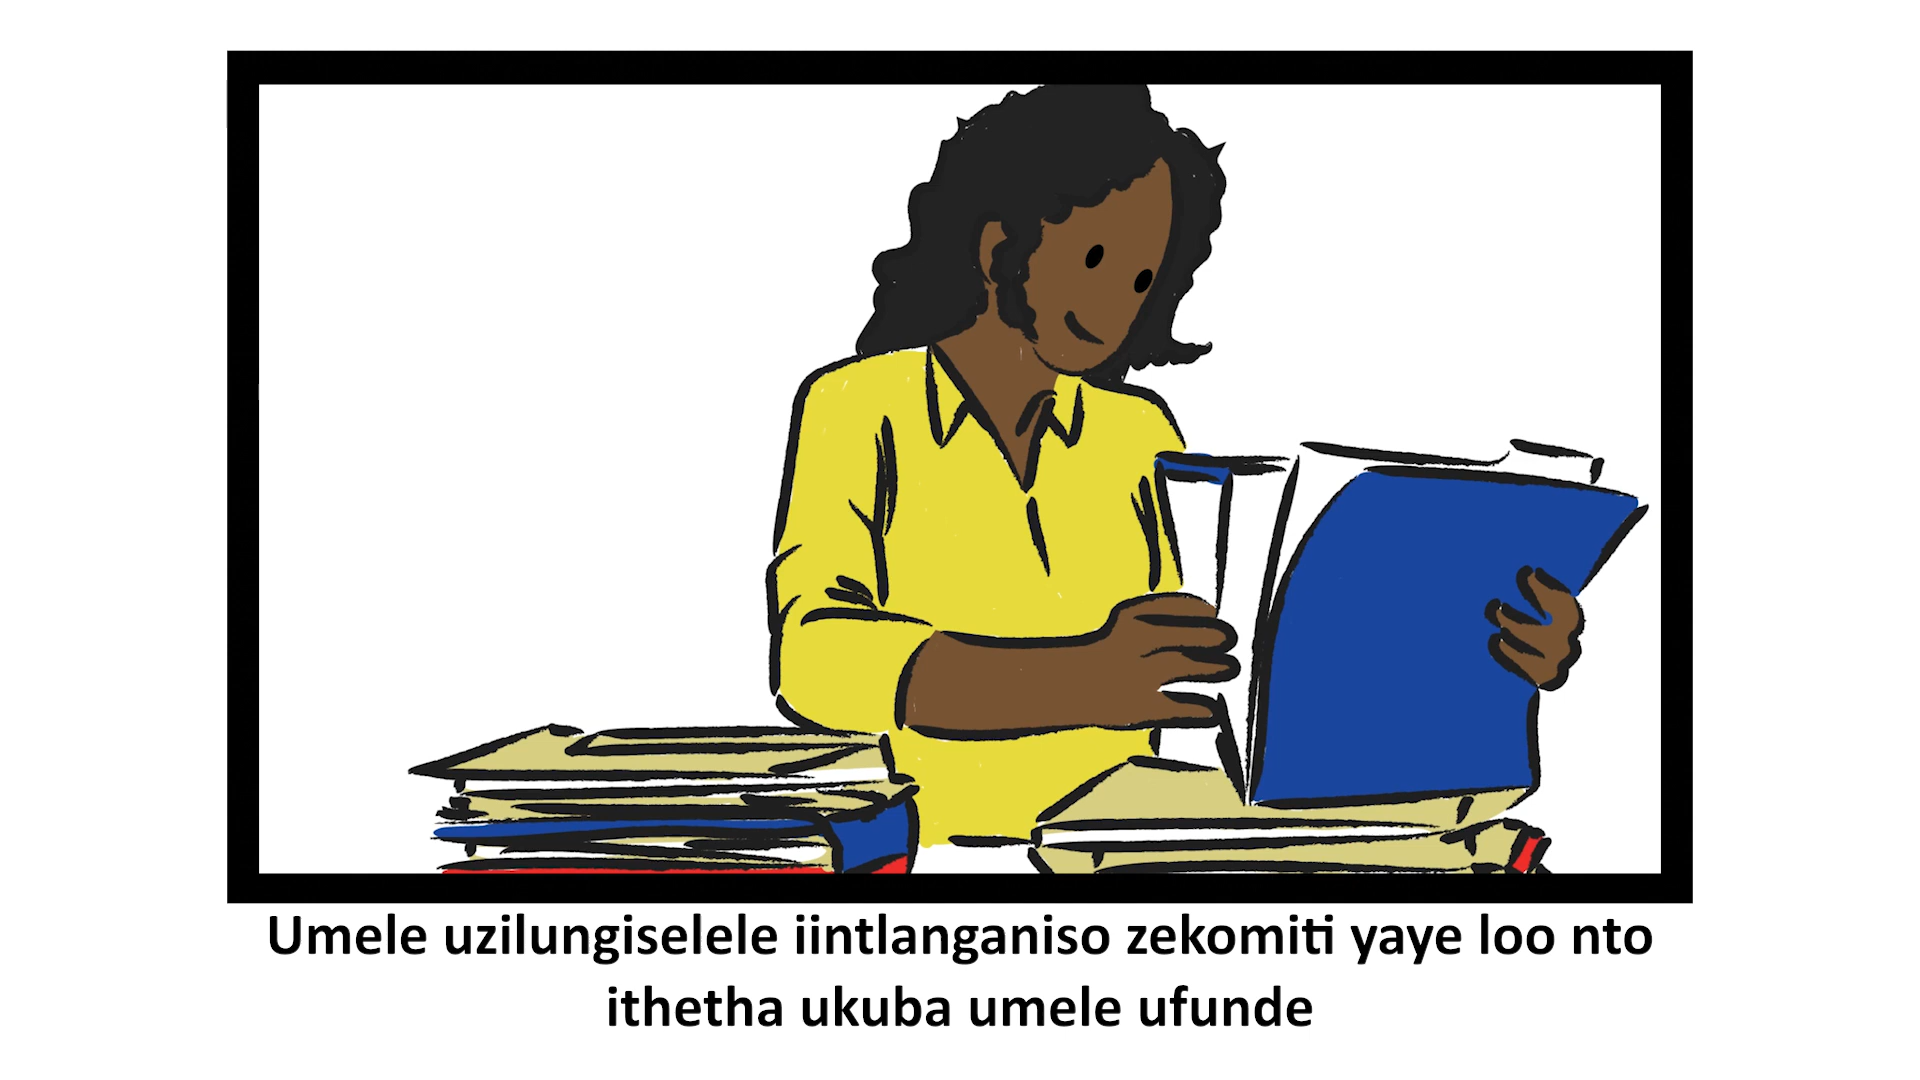 Umele uzilungiselele iintlanganiso zekomiti yaye loo nto
ithetha ukuba umele ufunde